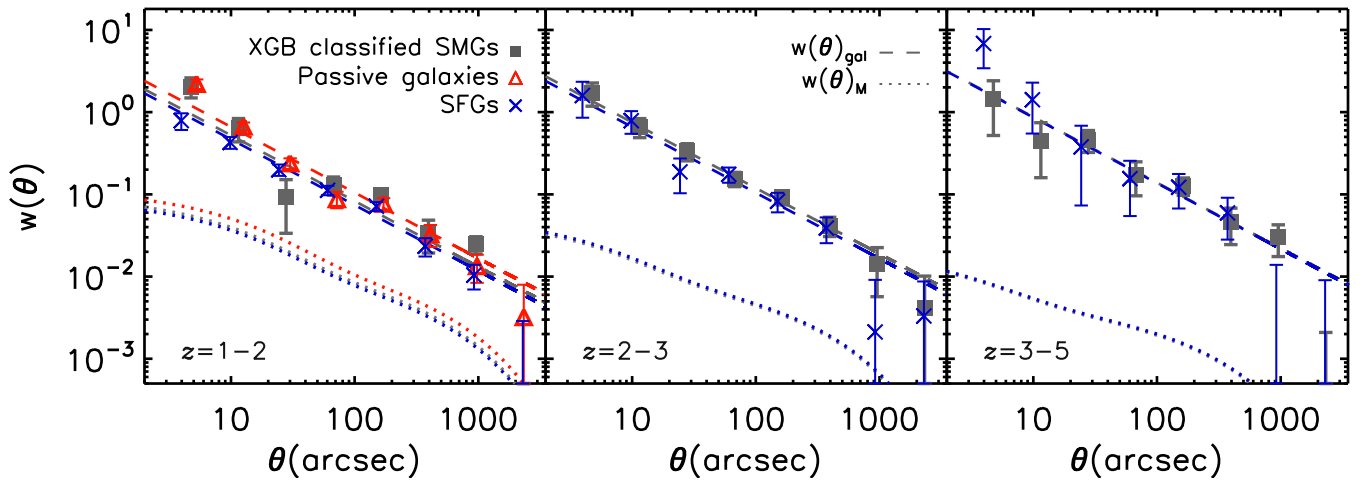 XGB classified SMGs
Passive galaxies
SFGs
w(θ)gal
w(θ)M
w(θ)
10¹
10⁰
10⁻¹
10⁻²
10⁻³
z=1−2
z=2−3
z=3−5
10 100 1000
10 100 1000
10 100 1000
θ(arcsec)
θ(arcsec)
θ(arcsec)